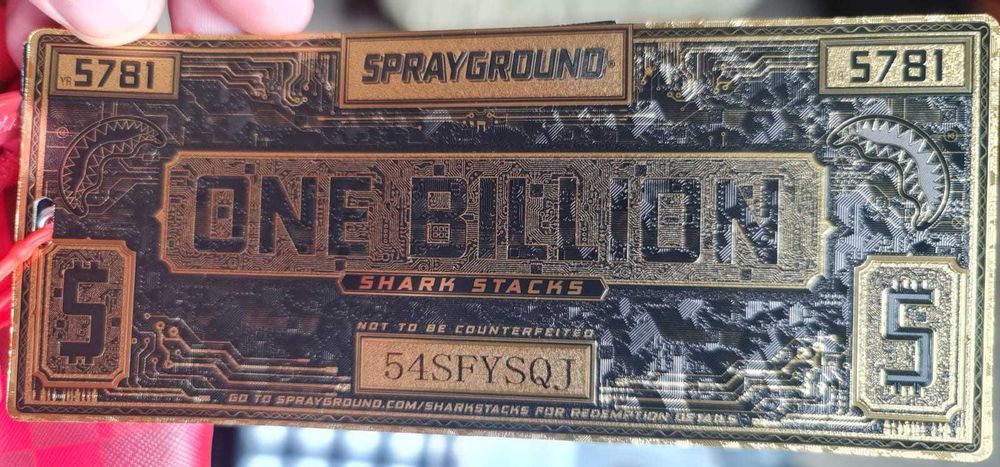 YR 5781
SPRAYGROUND®
5781
ONE BILLION
SHARK STACKS
S
S
NOT TO BE COUNTERFEITED
54SFYSQJ
GO TO SPRAYGROUND.COM/SHARKSTACKS FOR REDEMPTION DETAILS